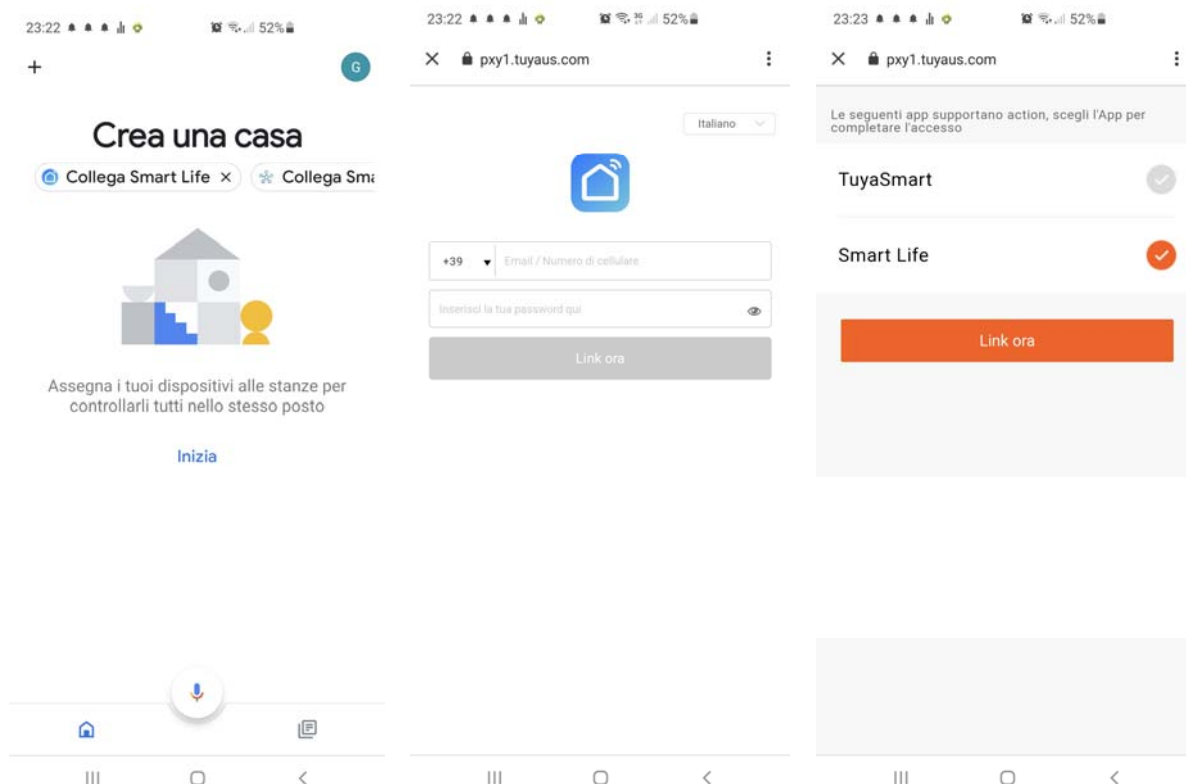 23:22
52%
G
Crea una casa
Collega Smart Life ×
Collega Sma
Assegna i tuoi dispositivi alle stanze per
controllarli tutti nello stesso posto
Inizia
23:22
52%
pxy1.tuyaus.com
Italiano
+39
Email / Numero di cellulare
Inserisci la tua password qui
Link ora
23:23
52%
pxy1.tuyaus.com
Le seguenti app supportano action, scegli l'App per
completare l'accesso
TuyaSmart
Smart Life
Link ora